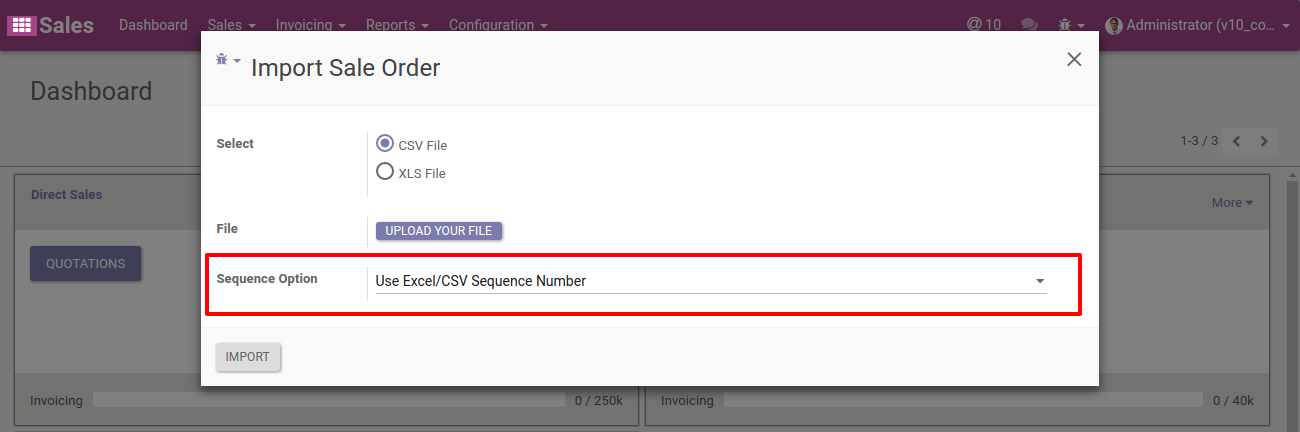 Sales Dashboard Sales Invoicing Reports Configuration @ 10 Administrator (v10_co...
Import Sale Order
Dashboard
1-3 / 3
Select
CSV File
XLS File
Direct Sales
More
File UPLOAD YOUR FILE
QUOTATIONS
Sequence Option Use Excel/CSV Sequence Number
IMPORT
Invoicing 0 / 250k Invoicing 0 / 40k